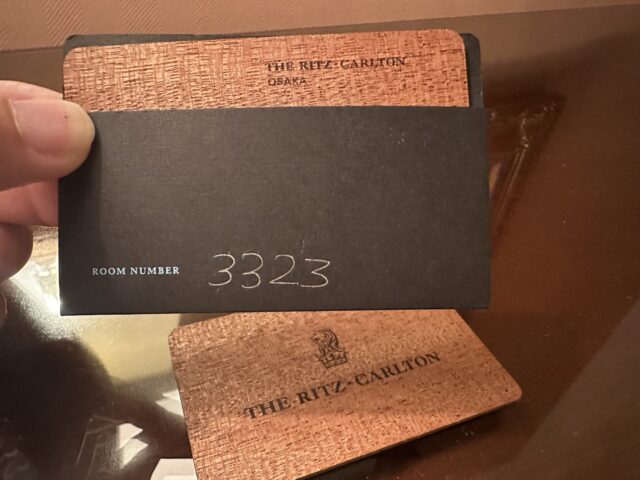 THE RITZ-CARLTON
OSAKA
ROOM NUMBER 3323
THE RITZ-CARLTON